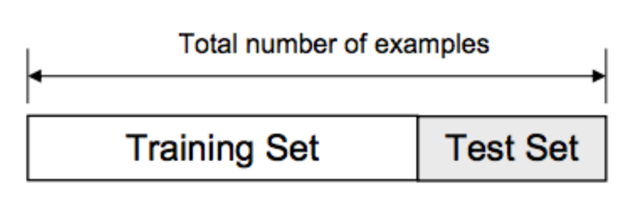 Total number of examples
Training Set Test Set